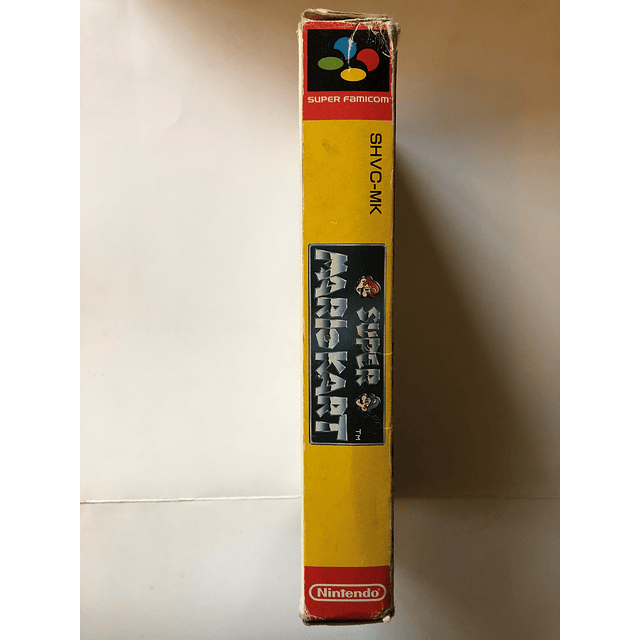 SUPER FAMICOM
SHVC-MK
SUPER
MARIO KART
TM
Nintendo